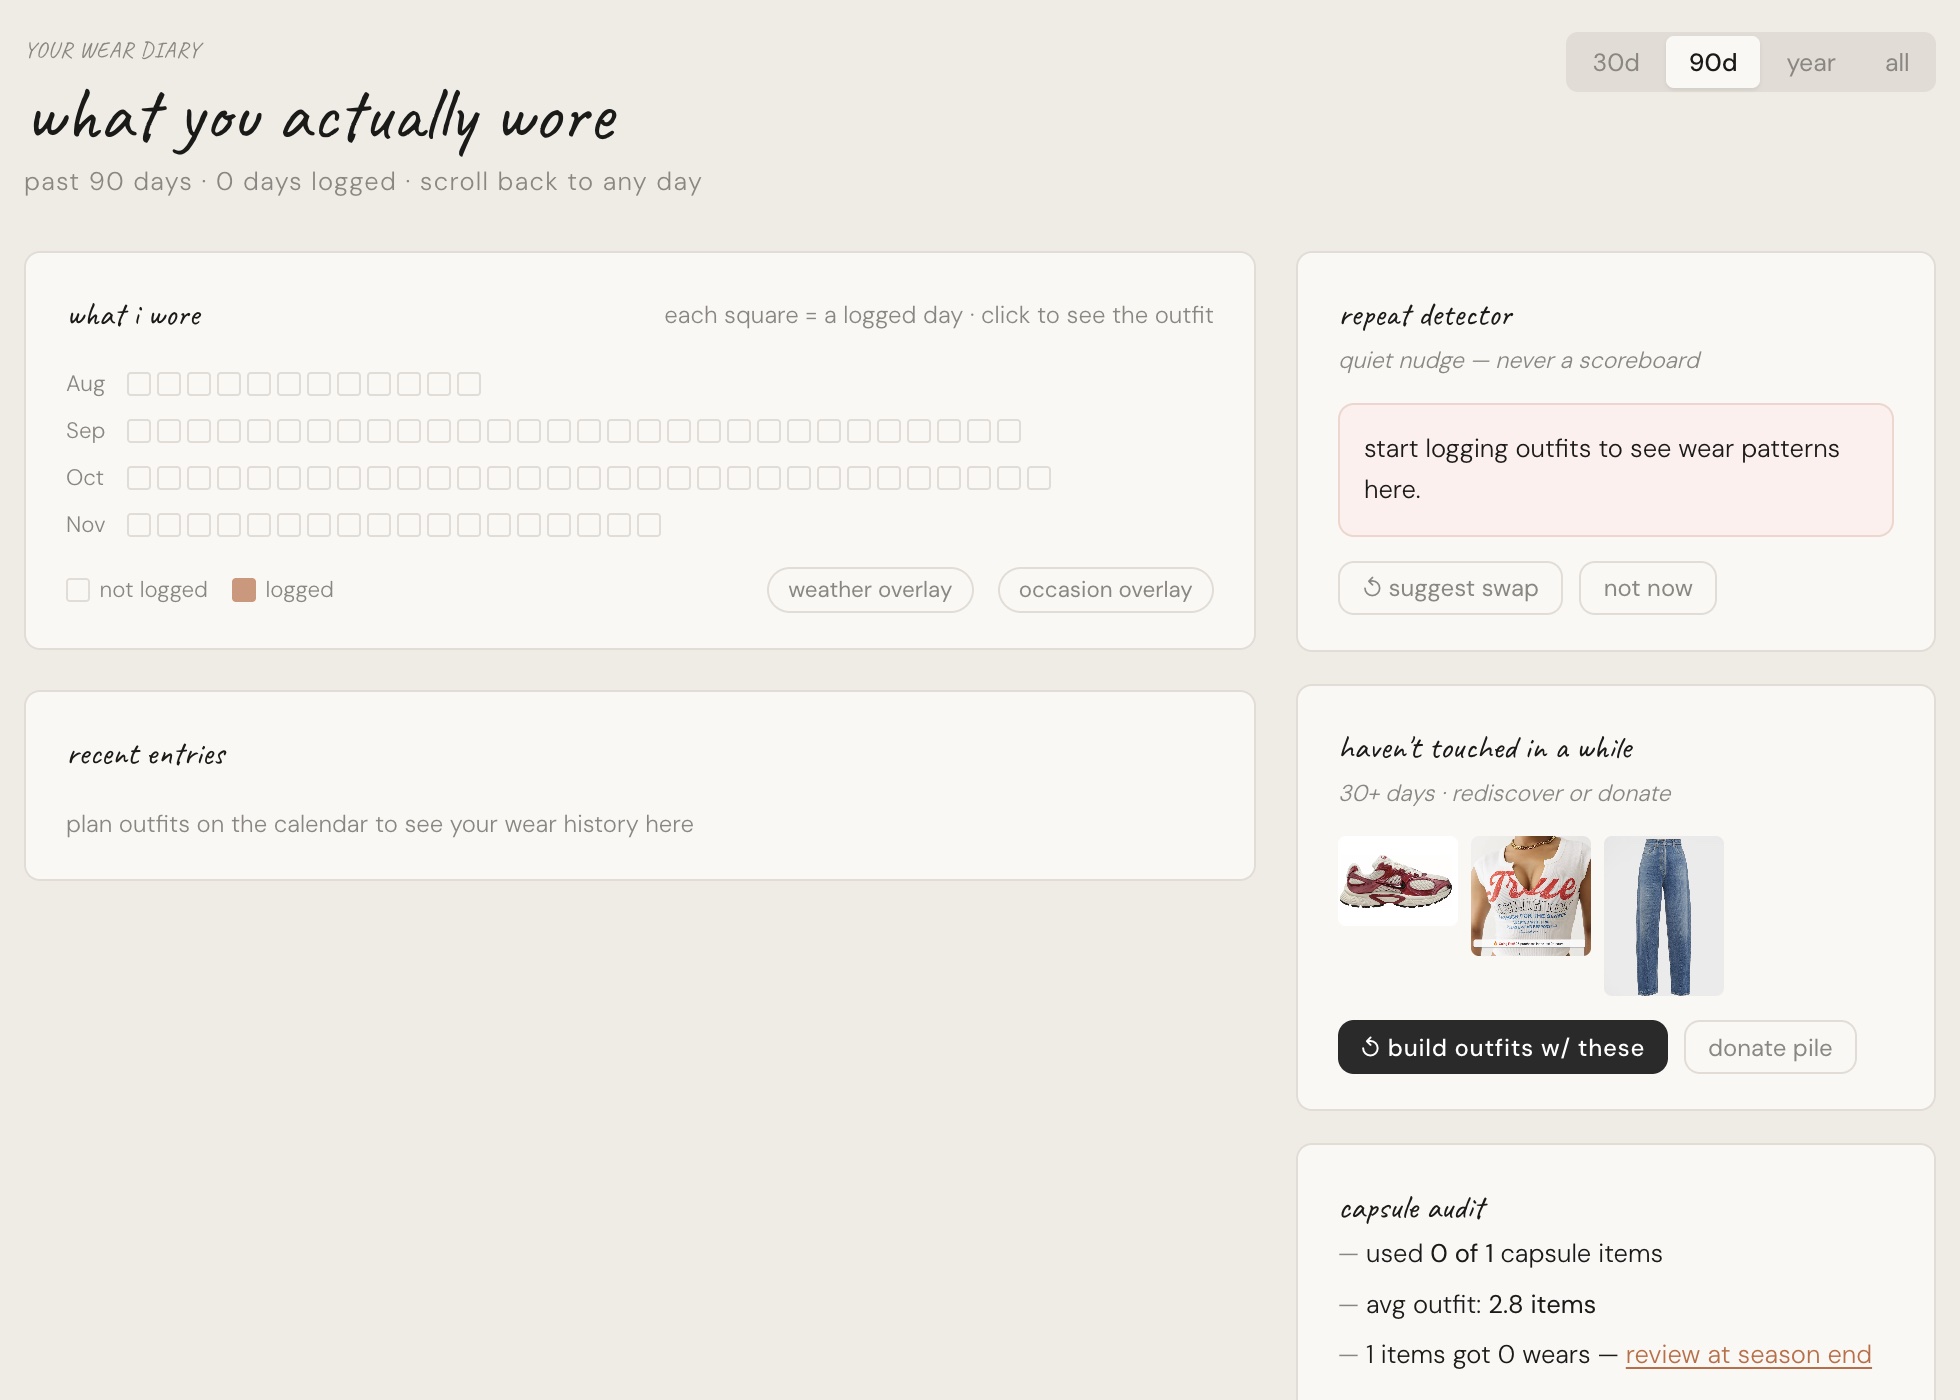 YOUR WEAR DIARY
what you actually wore
past 90 days · 0 days logged · scroll back to any day
30d 90d year all
what i wore
each square = a logged day · click to see the outfit
Aug
Sep
Oct
Nov
not logged logged
weather overlay occasion overlay
recent entries
plan outfits on the calendar to see your wear history here
repeat detector
quiet nudge — never a scoreboard
start logging outfits to see wear patterns
here.
↺ suggest swap not now
haven't touched in a while
30+ days · rediscover or donate
True
↺ build outfits w/ these donate pile
capsule audit
— used 0 of 1 capsule items
— avg outfit: 2.8 items
— 1 items got 0 wears — review at season end